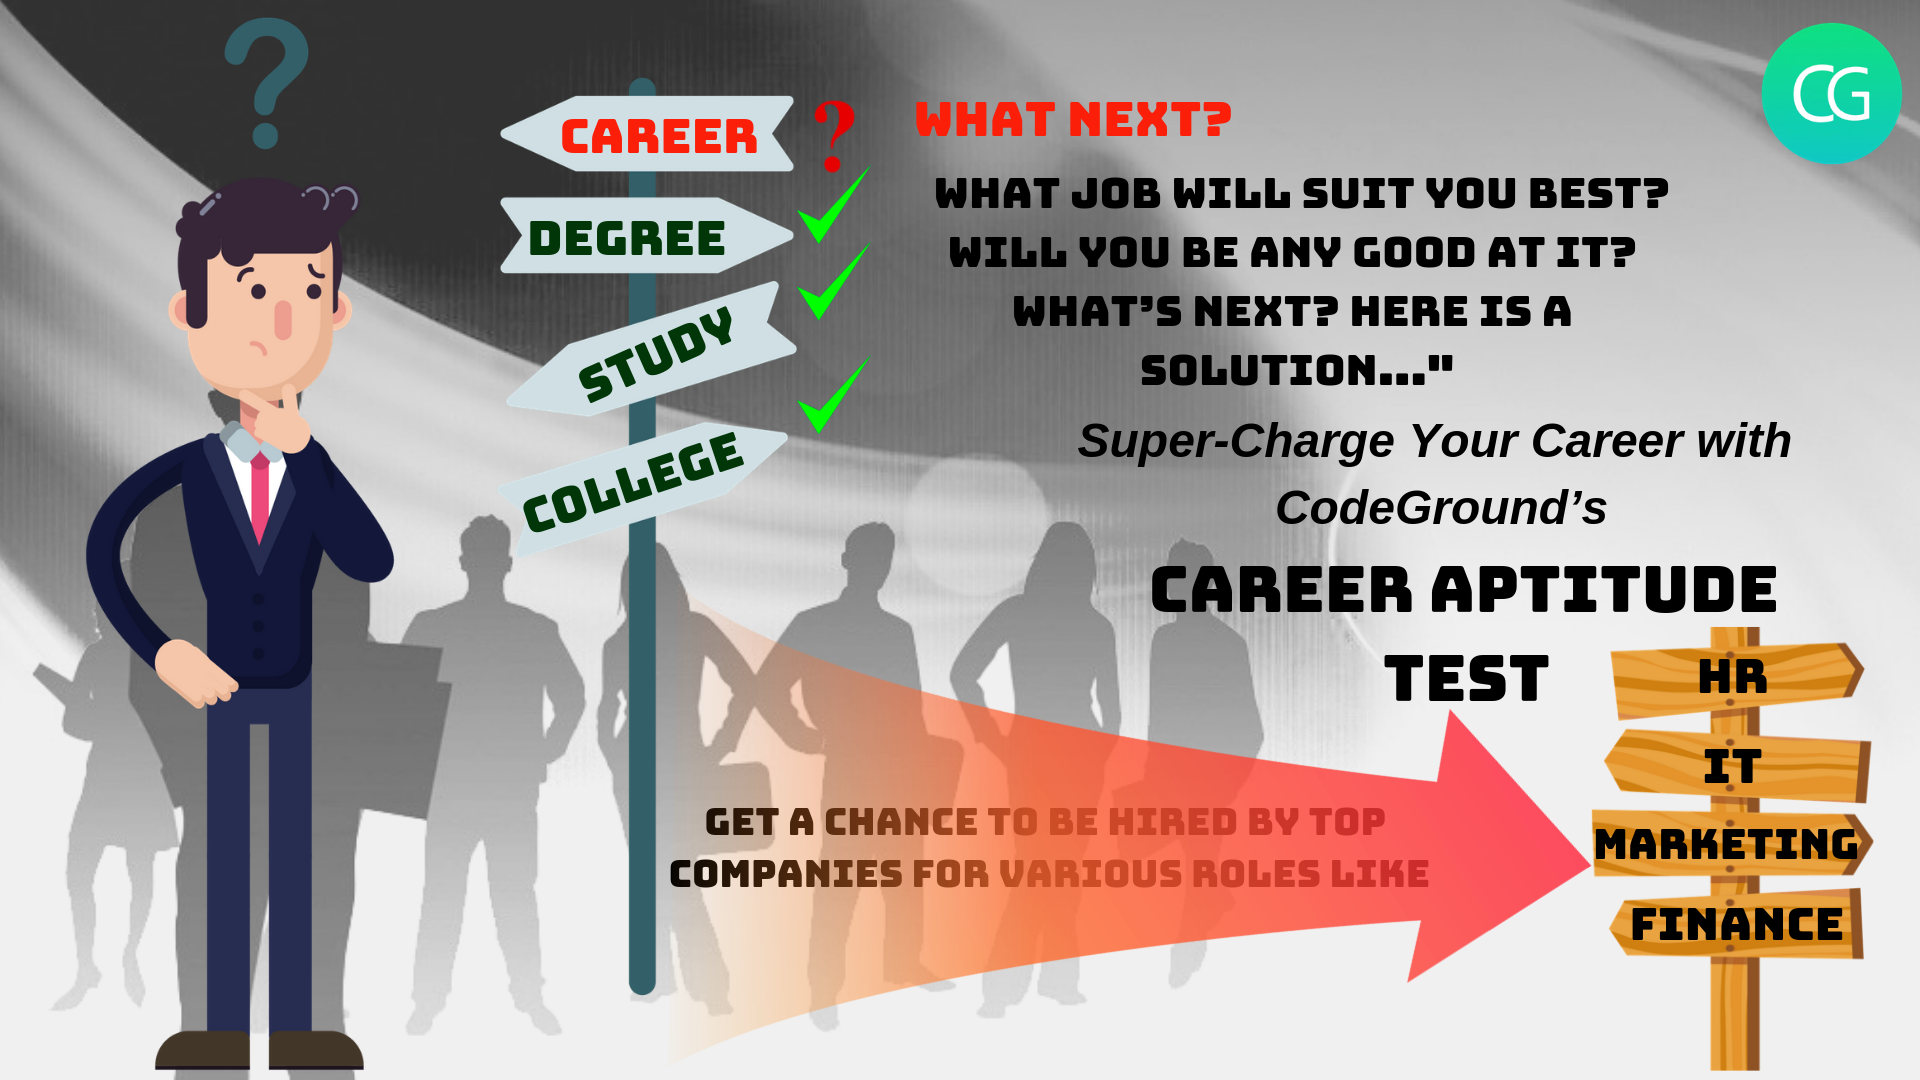 ?
CAREER
?
DEGREE
STUDY
COLLEGE
WHAT NEXT?
WHAT JOB WILL SUIT YOU BEST?
WILL YOU BE ANY GOOD AT IT?
WHAT'S NEXT? HERE IS A
SOLUTION..."
Super-Charge Your Career with
CodeGround’s
CAREER APTITUDE
TEST
GET A CHANCE TO BE HIRED BY TOP
COMPANIES FOR VARIOUS ROLES LIKE
HR
IT
MARKETING
FINANCE
CG